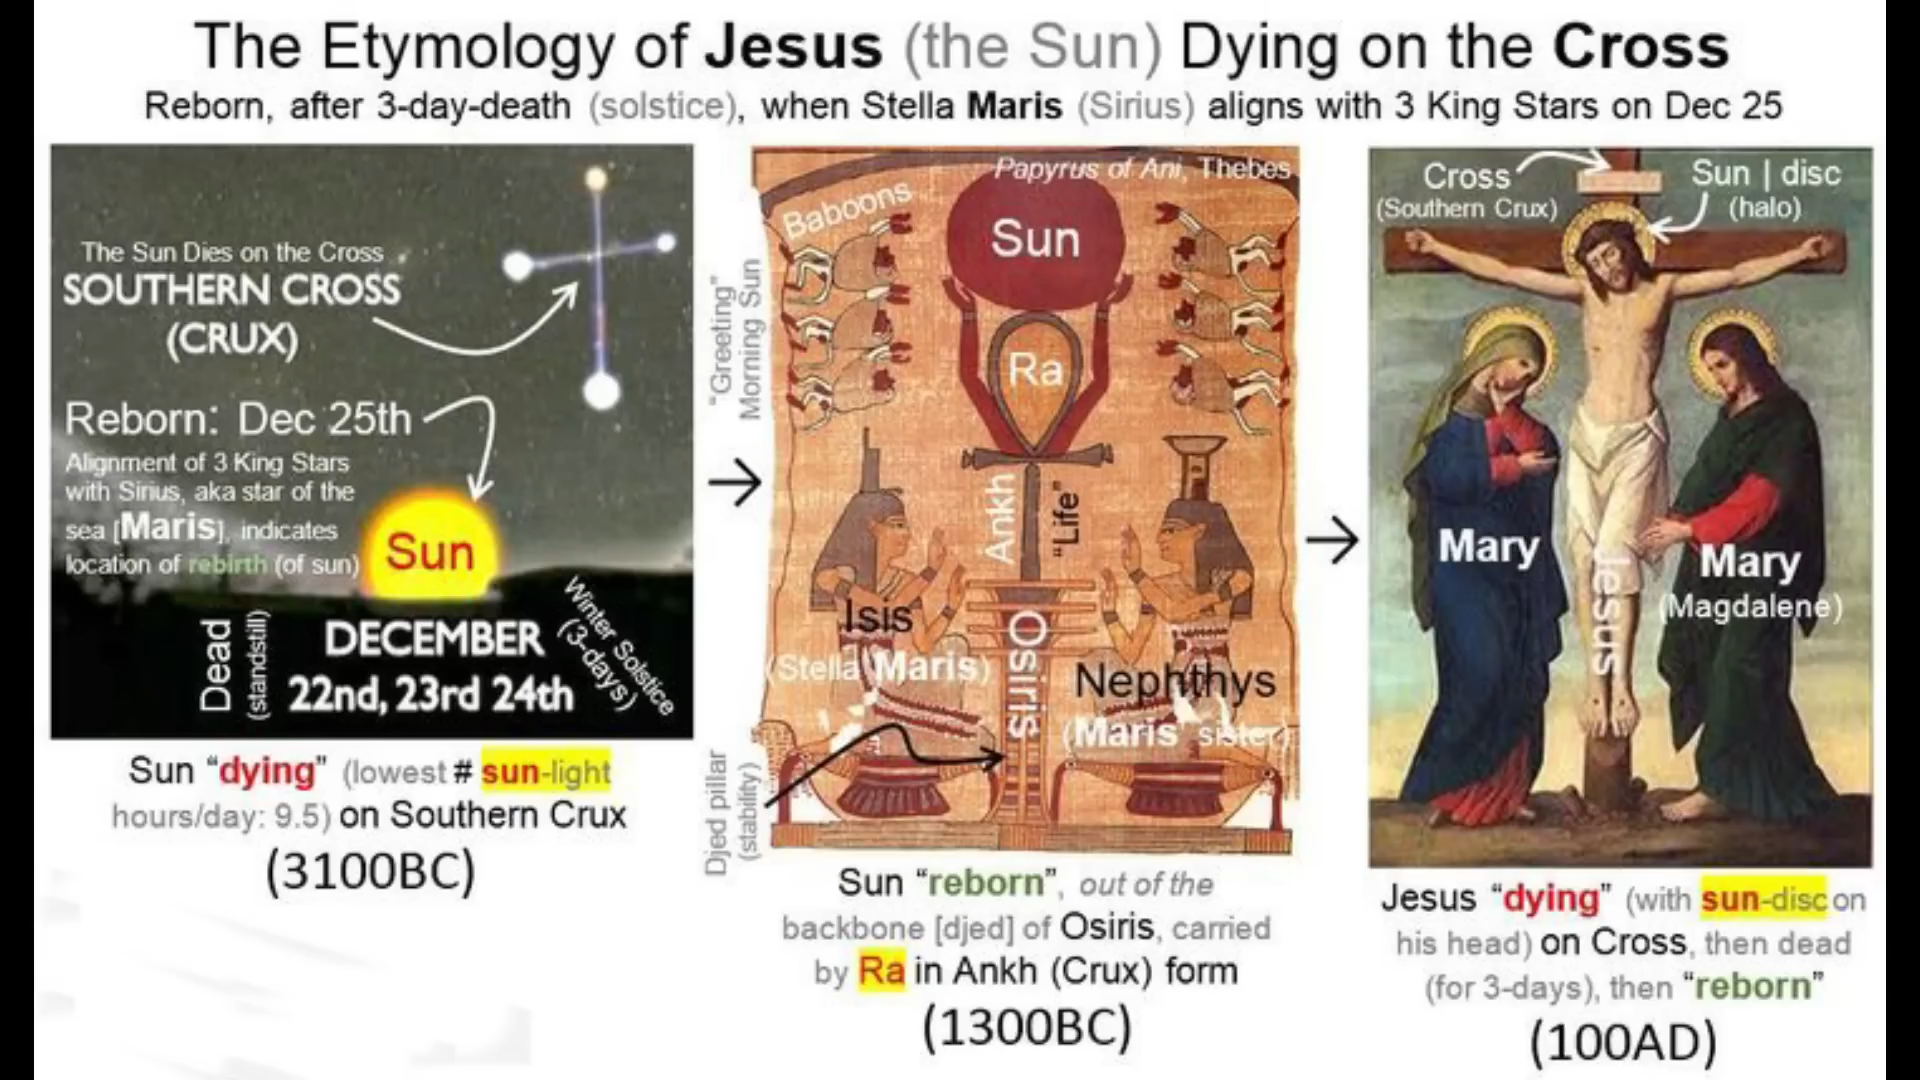 The Etymology of Jesus (the Sun) Dying on the Cross
Reborn, after 3-day-death (solstice), when Stella Maris (Sirius) aligns with 3 King Stars on Dec 25
The Sun Dies on the Cross
SOUTHERN CROSS
(CRUX)
Reborn: Dec 25th
Alignment of 3 King Stars
with Sirius, aka star of the
sea [Maris], indicates
location of rebirth (of sun)
Sun
Dead
(standstill)
DECEMBER
22nd, 23rd 24th
Winter Solstice
(3-days)
Sun “dying” (lowest # sun-light
hours/day: 9.5) on Southern Crux
(3100BC)
Papyrus of Ani, Thebes
Baboons
Sun
"Greeting"
Morning Sun
Ra
Ankh
"Life"
Isis
(Stella Maris)
Osiris
Nephthys
(Maris' sister)
Djed pillar
(stability)
Sun “reborn”, out of the
backbone [djed] of Osiris, carried
by Ra in Ankh (Crux) form
(1300BC)
Cross
(Southern Crux)
Sun | disc
(halo)
Mary
Jesus
Mary
(Magdalene)
Jesus “dying” (with sun-disc on
his head) on Cross, then dead
(for 3-days), then “reborn”
(100AD)